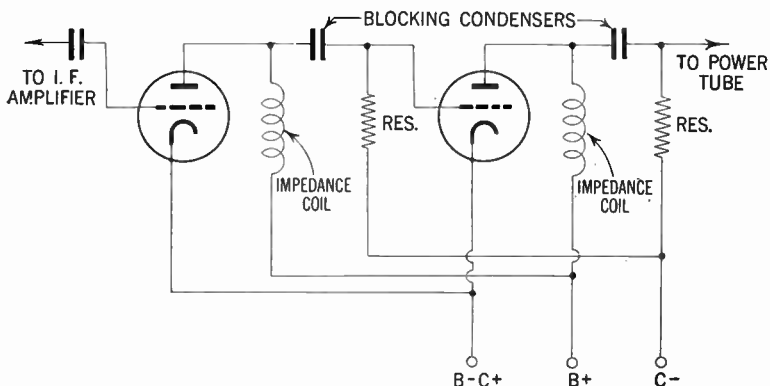 BLOCKING CONDENSERS
TO I. F.
AMPLIFIER
TO POWER
TUBE
RES.
RES.
IMPEDANCE
COIL
IMPEDANCE
COIL
B-C+
B+
C-